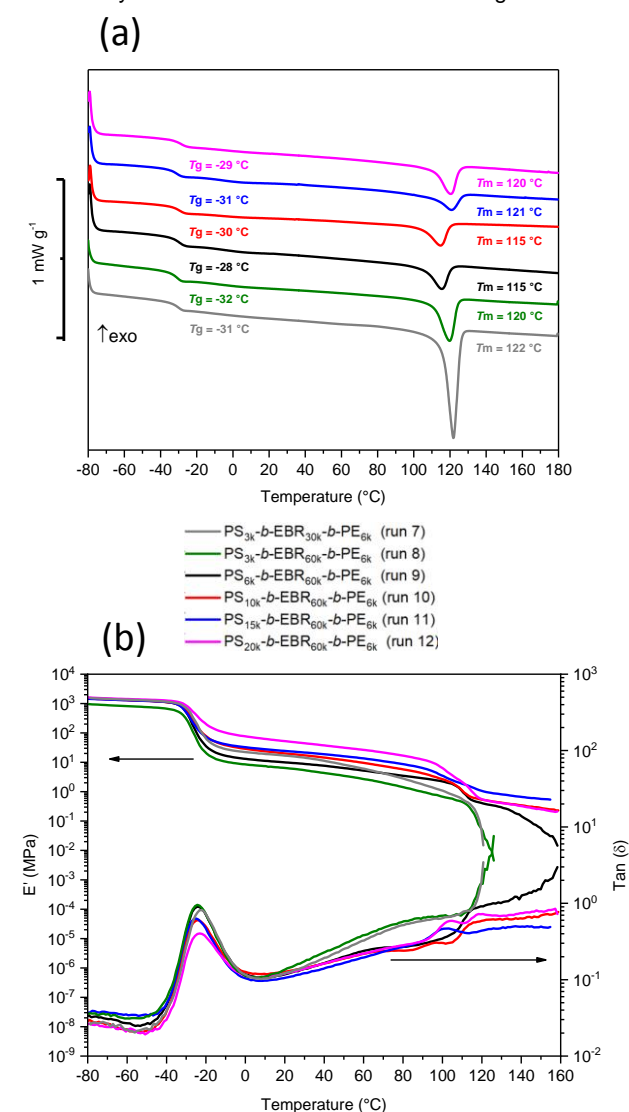 (a)
Tg = -29 °C
Tm = 120 °C
Tg = -31 °C
Tm = 121 °C
Tg = -30 °C
Tm = 115 °C
Tg = -28 °C
Tm = 115 °C
Tg = -32 °C
Tm = 120 °C
Tg = -31 °C
Tm = 122 °C
1 mW g⁻¹
↑exo
-80 -60 -40 -20 0 20 40 60 80 100 120 140 160 180
Temperature (°C)
PS3k-b-EBR30k-b-PE6k (run 7)
PS3k-b-EBR60k-b-PE6k (run 8)
PS6k-b-EBR60k-b-PE6k (run 9)
PS10k-b-EBR60k-b-PE6k (run 10)
PS15k-b-EBR60k-b-PE6k (run 11)
PS20k-b-EBR60k-b-PE6k (run 12)
(b)
10⁴
10³
10²
10¹
10⁰
10⁻¹
10⁻²
10⁻³
10⁻⁴
10⁻⁵
10⁻⁶
10⁻⁷
10⁻⁸
10⁻⁹
E' (MPa)
10³
10²
10¹
10⁰
10⁻¹
10⁻²
Tan (δ)
-80 -60 -40 -20 0 20 40 60 80 100 120 140 160
Temperature (°C)